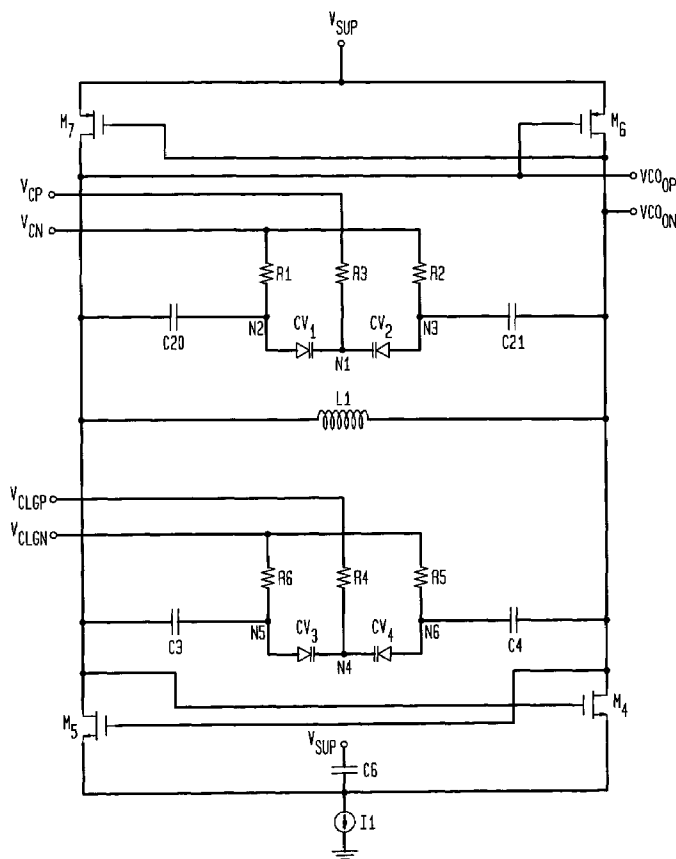 V_SUP
M_7
M_6
VCO_OP
V_CP
VCO_ON
V_CN
R1
R3
R2
N2
CV_1
CV_2
N3
C20
N1
C21
L1
V_CLGP
V_CLGN
R6
R4
R5
N5
CV_3
CV_4
N6
C3
N4
C4
M_5
M_4
V_SUP
C6
I1